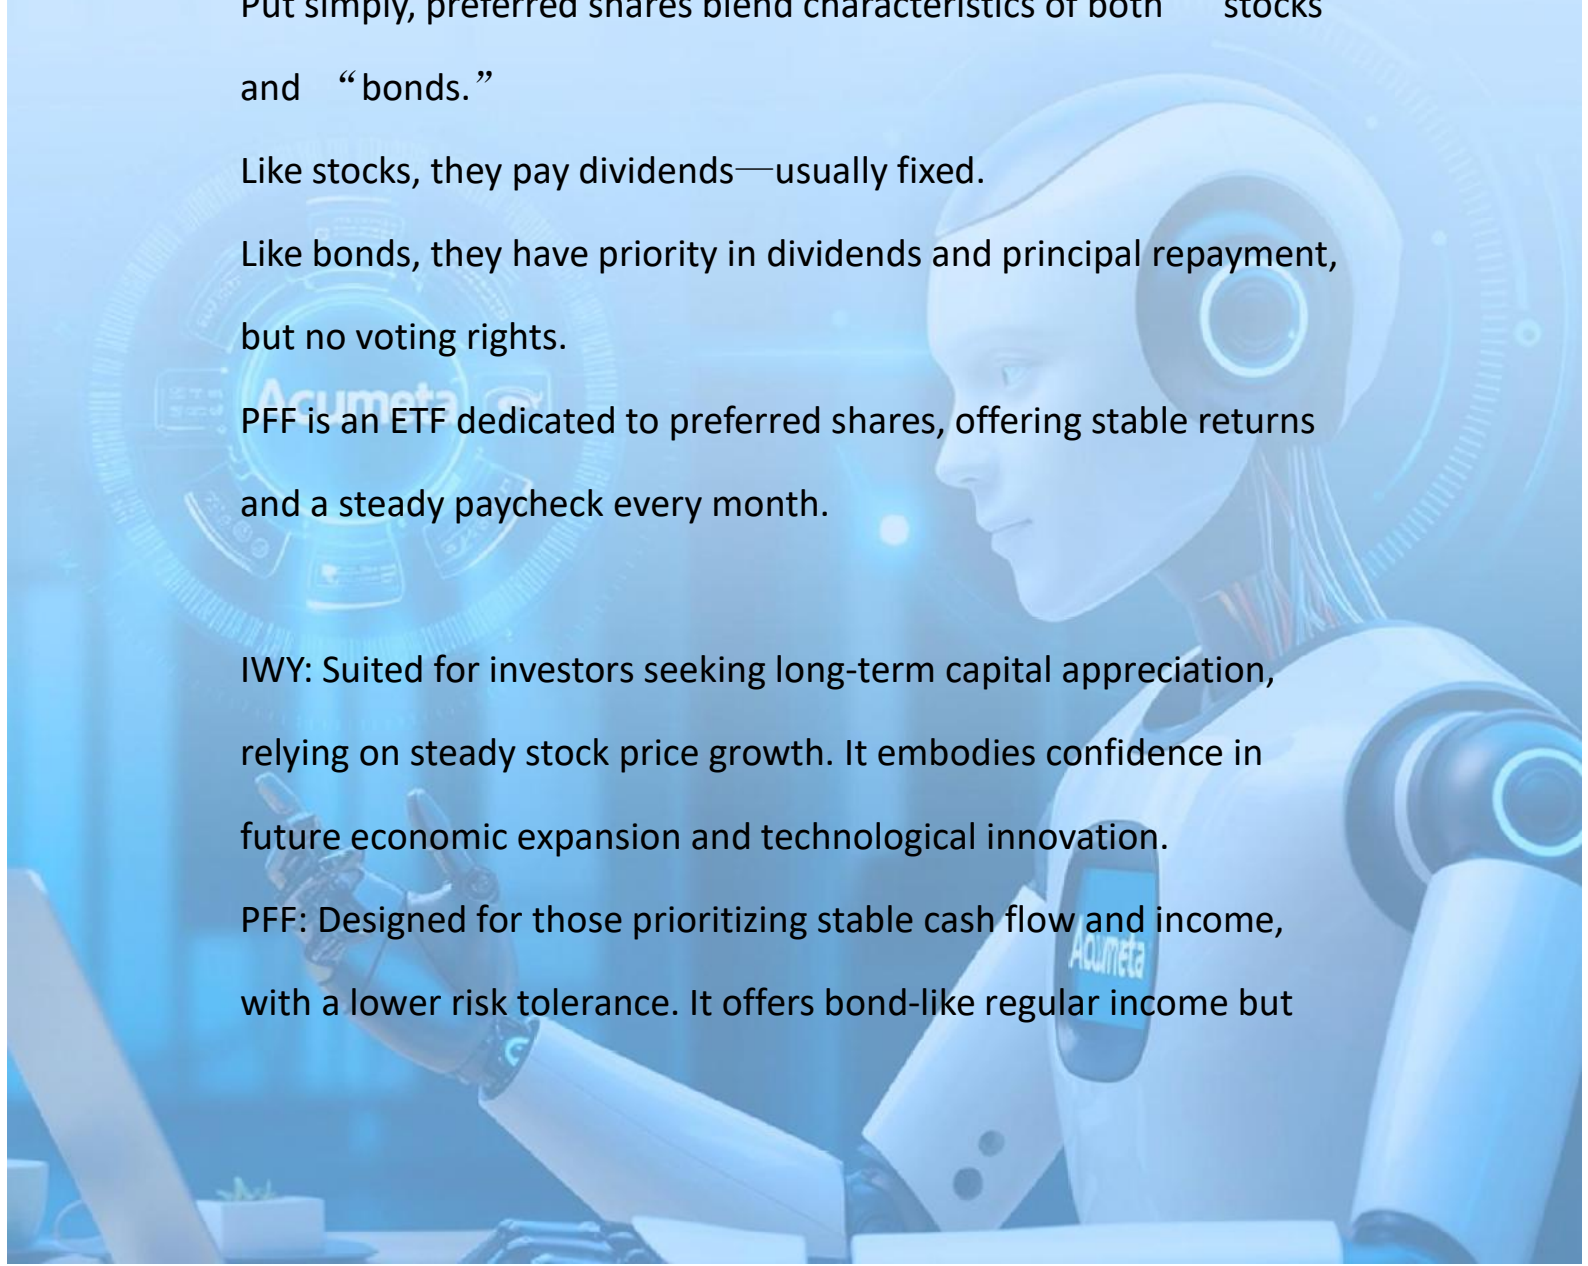 Put simply, preferred shares blend characteristics of both stocks
and “bonds.”
Like stocks, they pay dividends—usually fixed.
Like bonds, they have priority in dividends and principal repayment,
but no voting rights.
Acumeta
PFF is an ETF dedicated to preferred shares, offering stable returns
and a steady paycheck every month.
IWY: Suited for investors seeking long-term capital appreciation,
relying on steady stock price growth. It embodies confidence in
future economic expansion and technological innovation.
PFF: Designed for those prioritizing stable cash flow and income,
Acumeta
with a lower risk tolerance. It offers bond-like regular income but